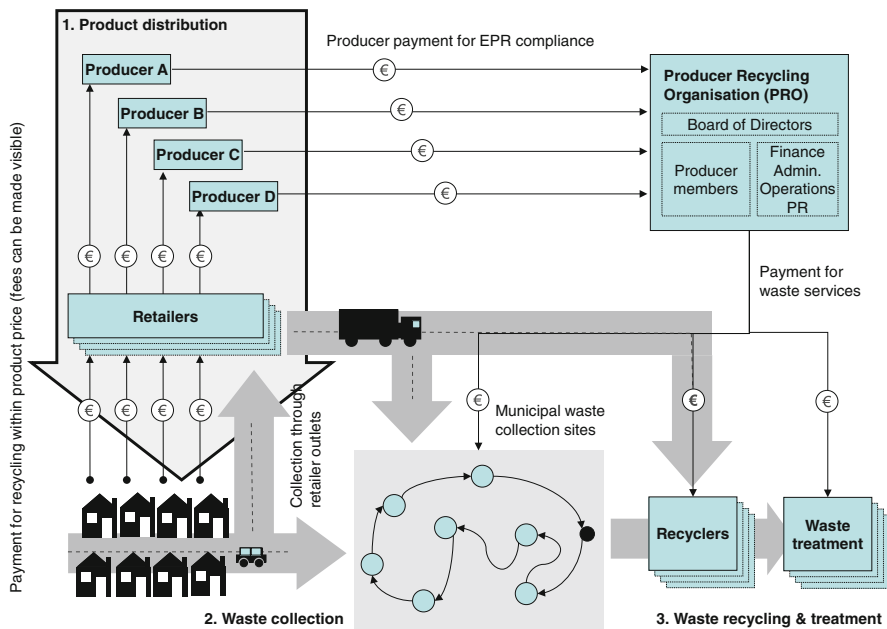 1. Product distribution
Producer payment for EPR compliance
Producer A
€
Producer B
€
Producer C
€
Producer D
€
Producer Recycling
Organisation (PRO)
Board of Directors
Producer
members
Finance
Admin.
Operations
PR
Payment for recycling within product price (fees can be made visible)
€
€
€
€
Retailers
Payment for
waste services
€
€
€
€
Collection through
retailer outlets
€
Municipal waste
collection sites
€
€
Recyclers
Waste
treatment
2. Waste collection
3. Waste recycling & treatment